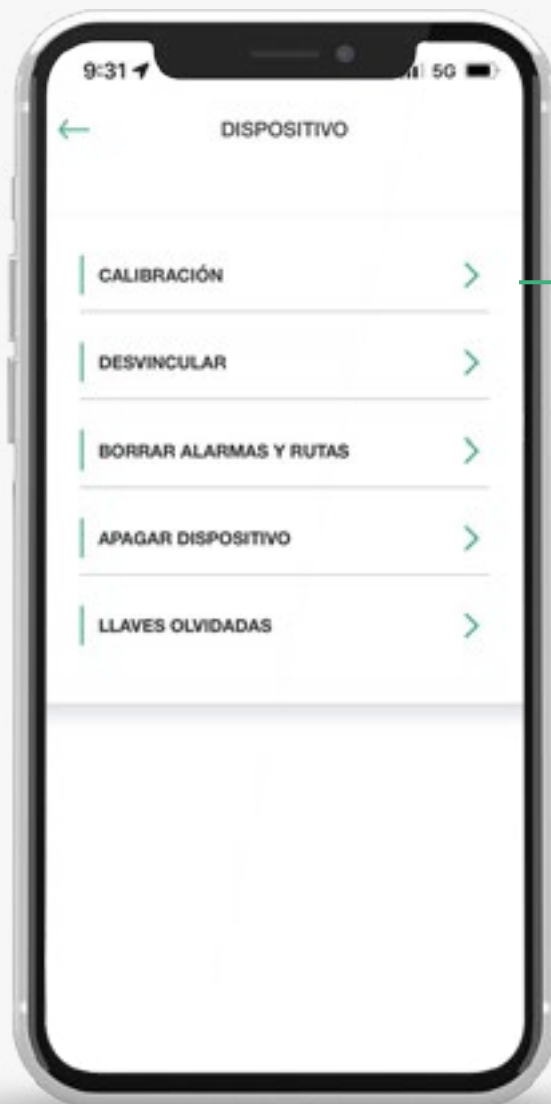 9:31
5G
DISPOSITIVO
CALIBRACIÓN
DESVINCULAR
BORRAR ALARMAS Y RUTAS
APAGAR DISPOSITIVO
LLAVES OLVIDADAS